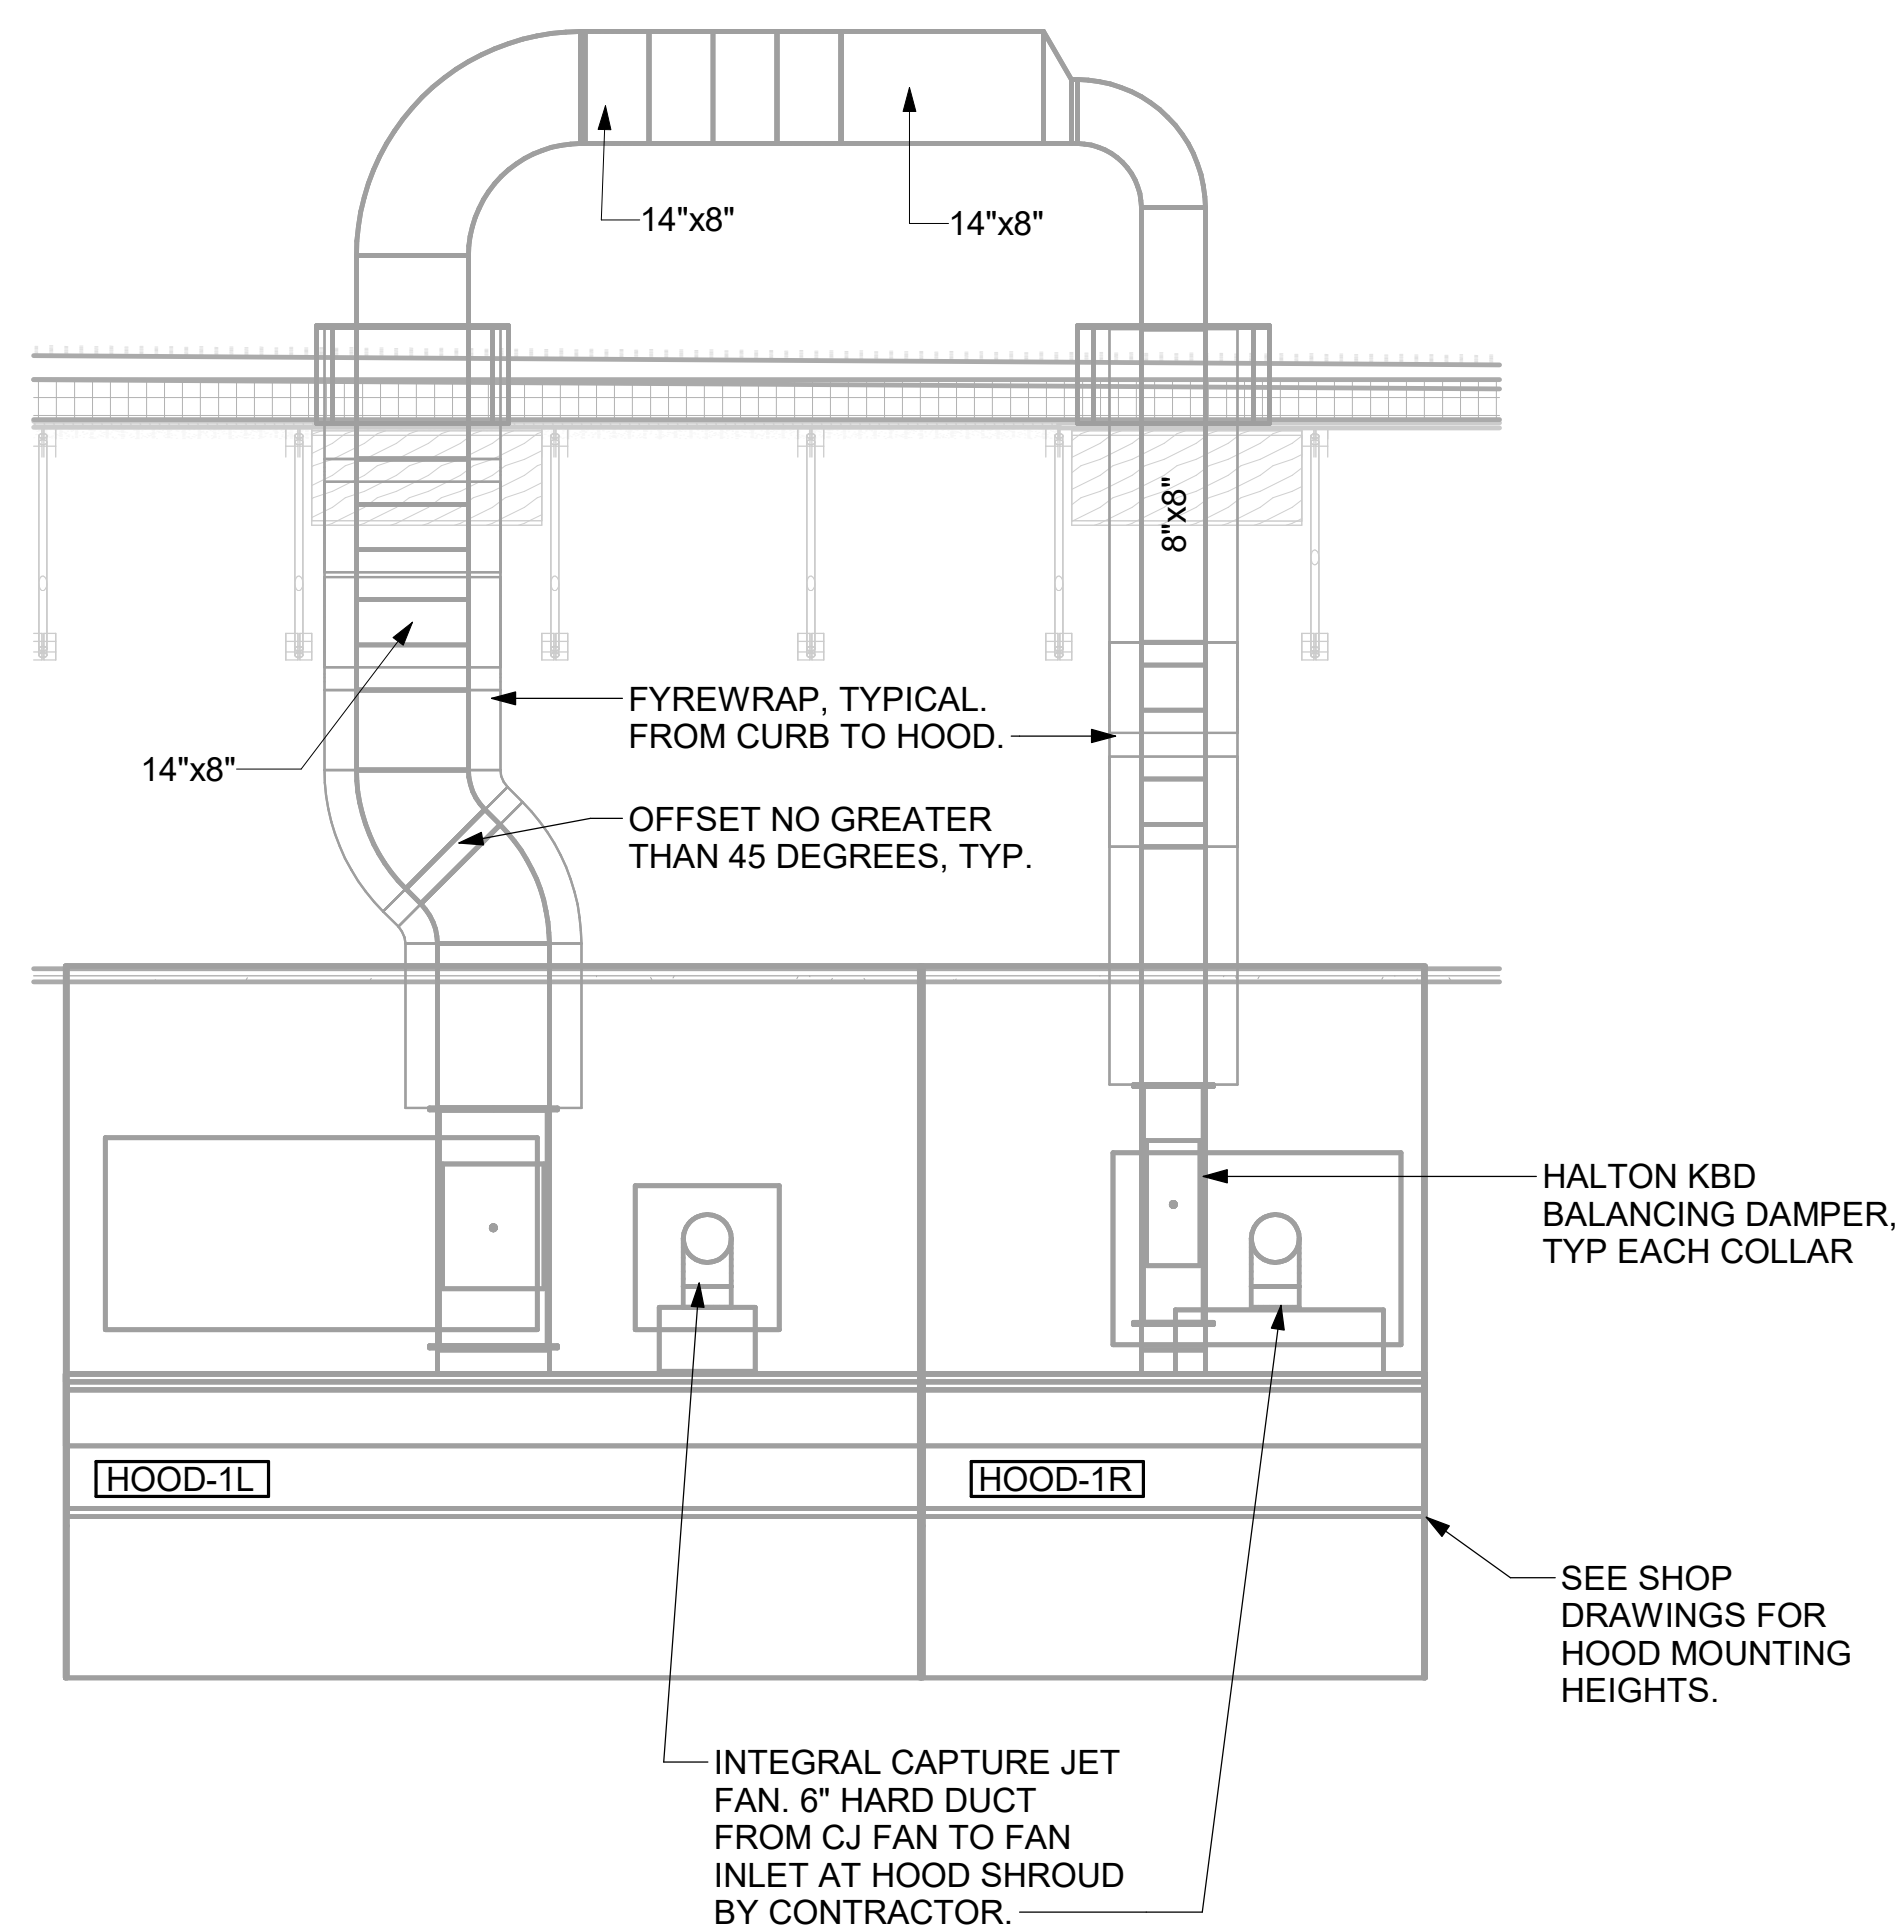 14"x8"
14"x8"
8"x8"
FYREWRAP, TYPICAL.
FROM CURB TO HOOD.
14"x8"
OFFSET NO GREATER
THAN 45 DEGREES, TYP.
HALTON KBD
BALANCING DAMPER,
TYP EACH COLLAR
HOOD-1L
HOOD-1R
SEE SHOP
DRAWINGS FOR
HOOD MOUNTING
HEIGHTS.
INTEGRAL CAPTURE JET
FAN. 6" HARD DUCT
FROM CJ FAN TO FAN
INLET AT HOOD SHROUD
BY CONTRACTOR.